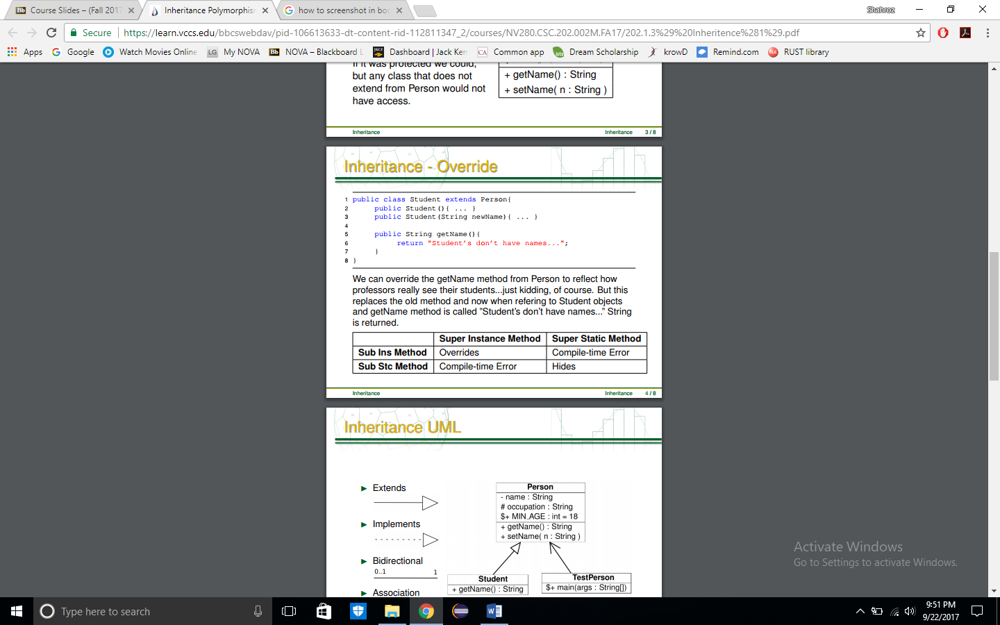 Course Slides – (Fall 2017
Inheritance Polymorphism
how to screenshot in boo
Shahroz
Secure
https://learn.vccs.edu/bbcswebdav/pid-106613633-dt-content-rid-112811347_2/courses/NV280.CSC.202.002M.FA17/202.1.3%29%20Inheritence%281%29.pdf
Apps
Google
Watch Movies Online
LG My NOVA
Bb NOVA – Blackboard L
Dashboard | Jack Ken
CA Common app
Dream Scholarship
krowD
Remind.com
RUST library
If it was protected we could,
but any class that does not
extend from Person would not
have access.
+ getName() : String
+ setName( n : String )
Inheritance
Inheritance 3 / 8
Inheritance - Override
1 public class Student extends Person{
2 public Student(){ ... }
3 public Student(String newName){ ... }
4
5 public String getName(){
6 return "Student's don't have names...";
7 }
8 }
We can override the getName method from Person to reflect how
professors really see their students...just kidding, of course. But this
replaces the old method and now when refering to Student objects
and getName method is called ”Student’s don’t have names...” String
is returned.
Super Instance Method Super Static Method
Sub Ins Method Overrides Compile-time Error
Sub Stc Method Compile-time Error Hides
Inheritance
Inheritance 4 / 8
Inheritance UML
► Extends
► Implements
► Bidirectional
0..1 1
► Association
Person
- name : String
# occupation : String
$+ MIN_AGE : int = 18
+ getName() : String
+ setName( n : String )
Student
+ getName() : String
TestPerson
$+ main(args : String[])
Activate Windows
Go to Settings to activate Windows.
Type here to search
9:51 PM
9/22/2017